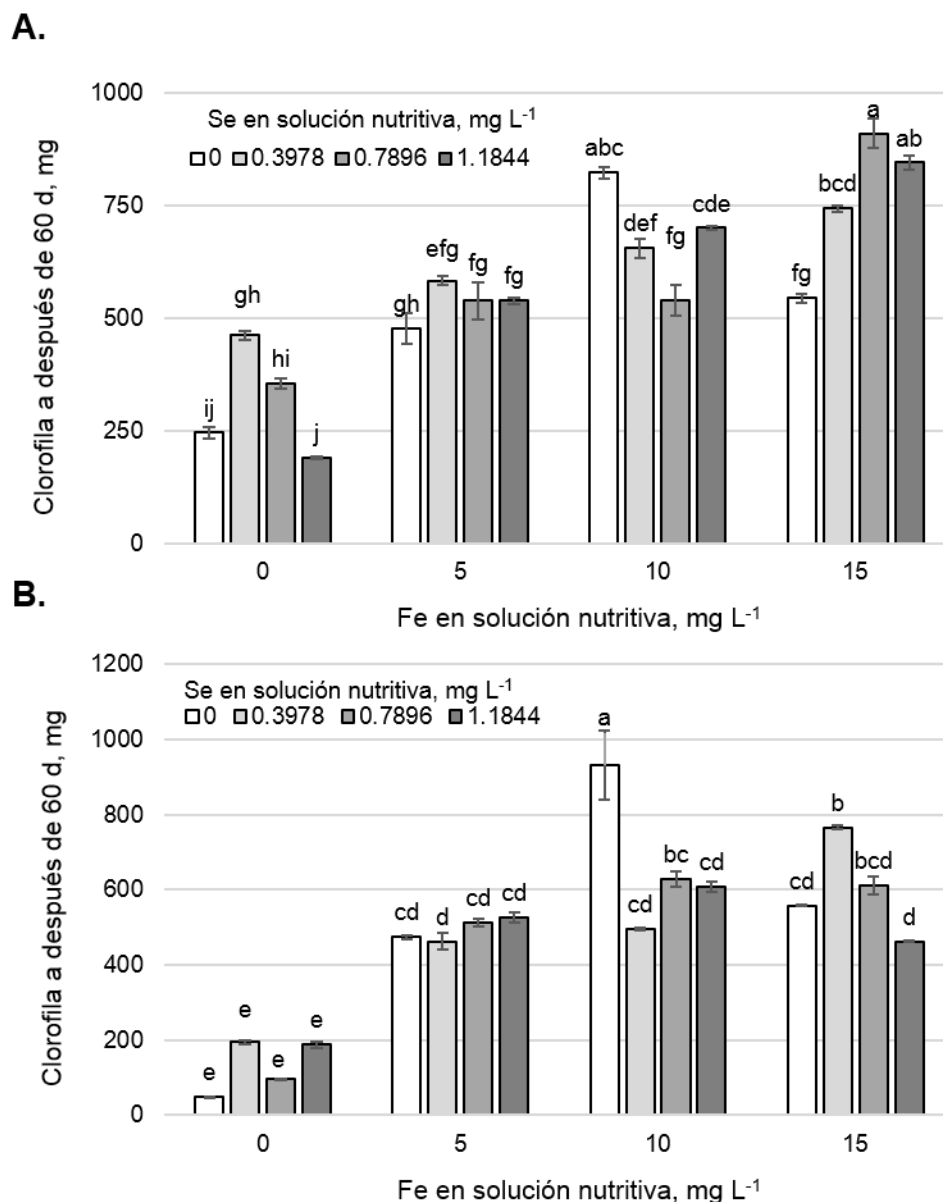 A.
1000
Se en solución nutritiva, mg L-1
0 0.3978 0.7896 1.1844
a
abc
ab
750
cde
bcd
def
efg
fg
fg
fg
fg
500
gh
gh
hi
250
ij
j
0
Clorofila a después de 60 d, mg
0 5 10 15
Fe en solución nutritiva, mg L-1
B.
1200
Se en solución nutritiva, mg L-1
0 0.3978 0.7896 1.1844
a
1000
800
b
bc
cd
bcd
600
cd
cd
d
cd
cd
cd
d
400
200
e
e
e
e
0
Clorofila a después de 60 d, mg
0 5 10 15
Fe en solución nutritiva, mg L-1